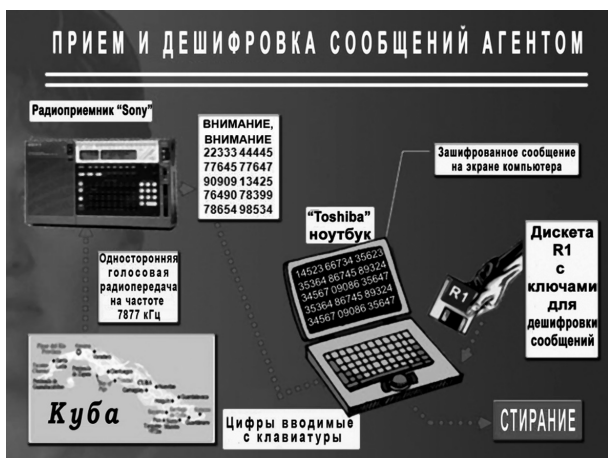 ПРИЕМ И ДЕШИФРОВКА СООБЩЕНИЙ АГЕНТОМ
Радиоприемник “Sony”
ВНИМАНИЕ,
ВНИМАНИЕ
22333 44445
77645 77647
90909 13425
76490 78399
78654 98534
Зашифрованное сообщение
на экране компьютера
“Toshiba”
ноутбук
14523 66734 35623
35364 86745 89324
34567 09086 35647
35364 86745 89324
34567 09086 35647
R1
Дискета
R1
с
ключами
для
дешифровки
сообщений
Односторонняя
голосовая
радиопередача
на частоте
7877 кГц
CUBA
Куба
Цифры вводимые
с клавиатуры
СТИРАНИЕ